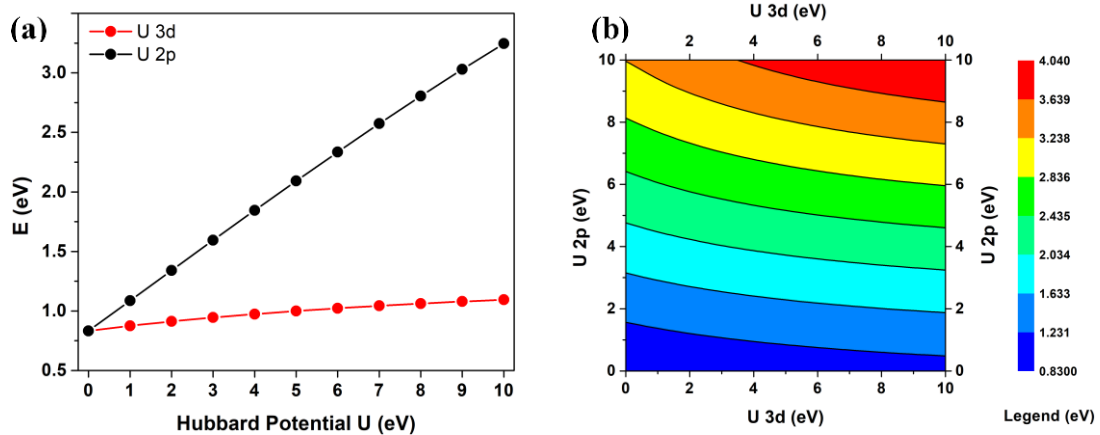 (a)
U 3d
U 2p
E (eV)
3.0
2.5
2.0
1.5
1.0
0.5
0 1 2 3 4 5 6 7 8 9 10
Hubbard Potential U (eV)
(b)
U 3d (eV)
0 2 4 6 8 10
U 2p (eV)
10
8
6
4
2
0
0 2 4 6 8 10
U 3d (eV)
10
8
6
4
2
0
U 2p (eV)
4.040
3.639
3.238
2.836
2.435
2.034
1.633
1.231
0.8300
Legend (eV)